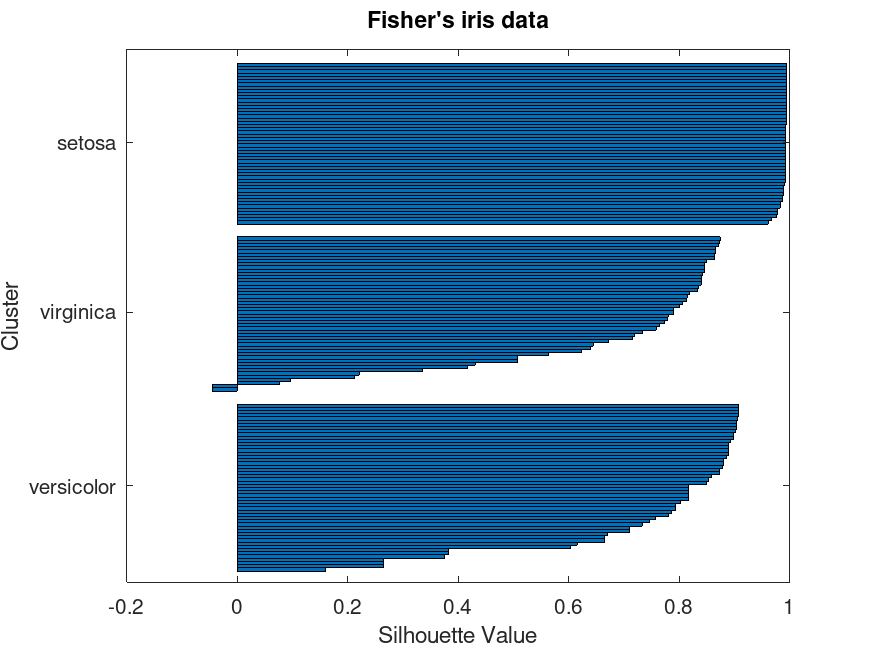 Fisher's iris data
setosa
virginica
versicolor
Cluster
-0.2 0 0.2 0.4 0.6 0.8 1
Silhouette Value